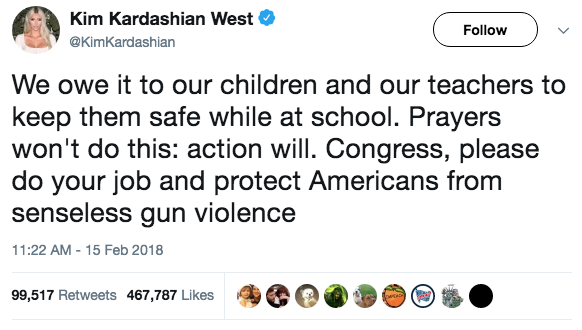 Kim Kardashian West
@KimKardashian
Follow
We owe it to our children and our teachers to
keep them safe while at school. Prayers
won't do this: action will. Congress, please
do your job and protect Americans from
senseless gun violence
11:22 AM - 15 Feb 2018
99,517 Retweets 467,787 Likes